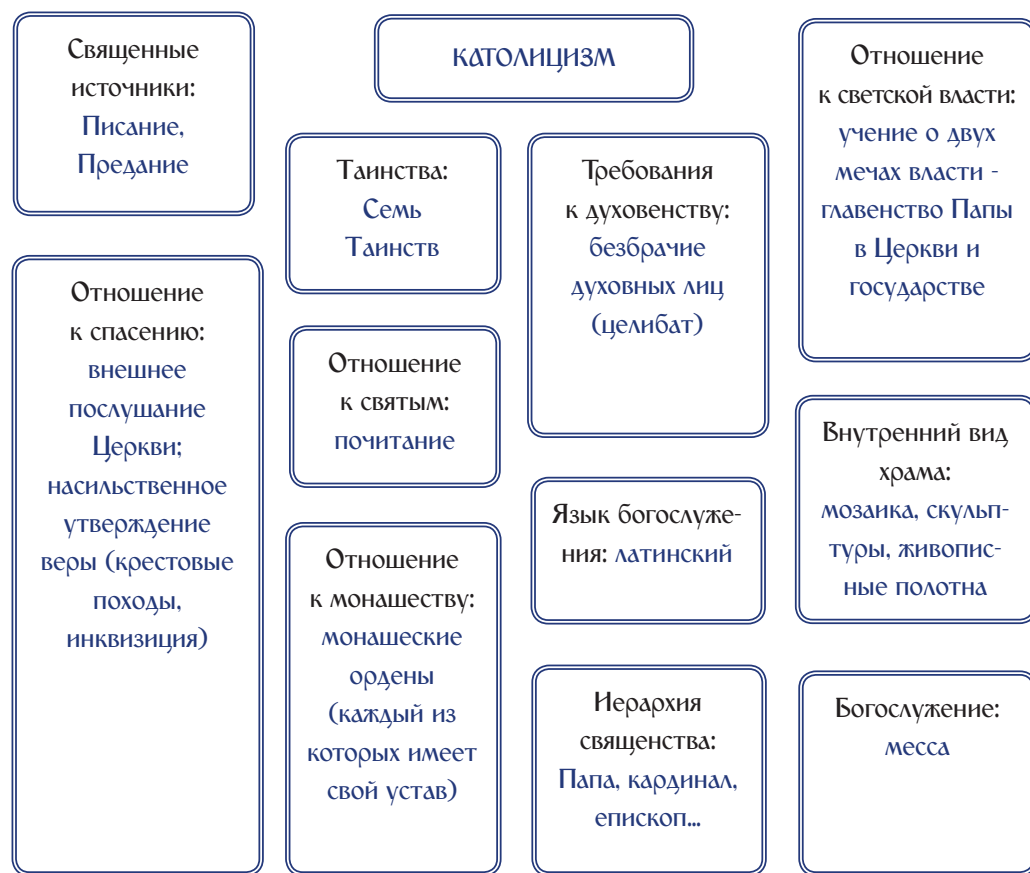 Священные
источники:
Писание,
Предание
КАТОЛИЦИЗМ
Отношение
к светской власти:
учение о двух
мечах власти -
главенство Папы
в Церкви и
государстве
Таинства:
Семь
Таинств
Требования
к духовенству:
безбрачие
духовных лиц
(целибат)
Отношение
к спасению:
внешнее
послушание
Церкви;
насильственное
утверждение
веры (крестовые
походы,
инквизиция)
Отношение
к святым:
почитание
Внутренний вид
храма:
мозаика, скульп-
туры, живопис-
ные полотна
Язык богослуже-
ния: латинский
Отношение
к монашеству:
монашеские
ордены
(каждый из
которых имеет
свой устав)
Иерархия
священства:
Папа, кардинал,
епископ...
Богослужение:
месса